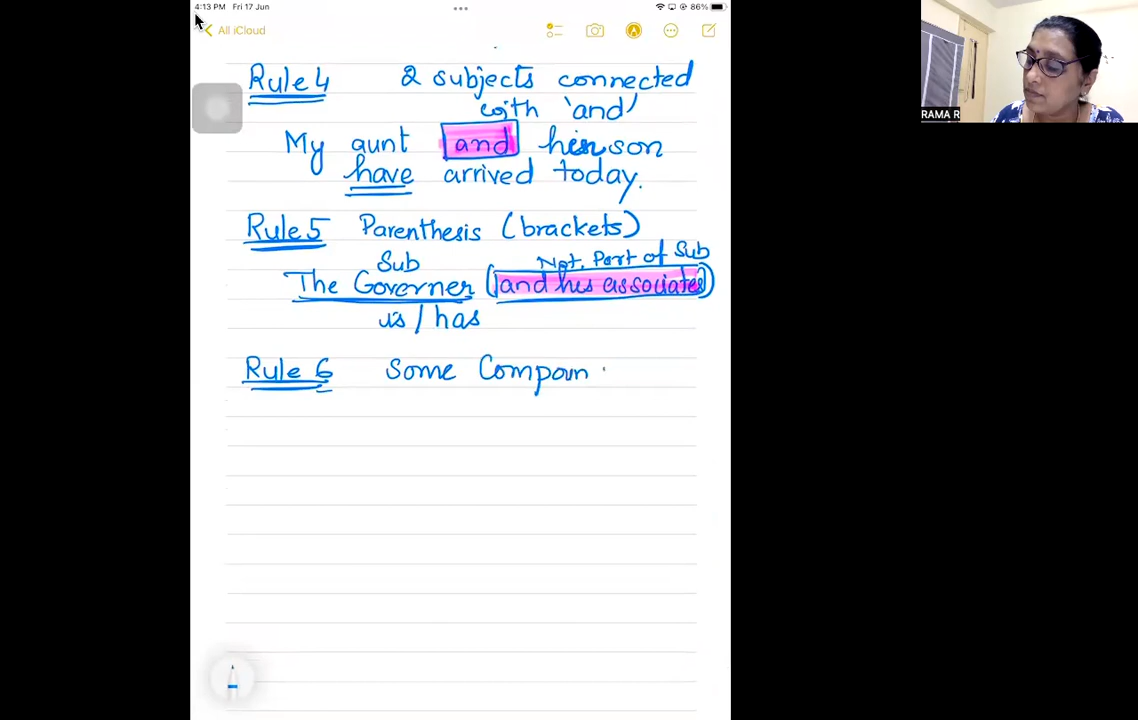 4:13 PM Fri 17 Jun
86%
All iCloud
RAMA R
Rule 4 2 subjects connected
with 'and'
My aunt and son
have arrived today.
Rule 5 Parenthesis (brackets)
Sub Not Part of Sub
The Governer (and his associates)
is / has
Rule 6 Some Compoun